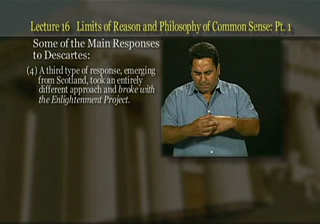 Lecture 16 Limits of Reason and Philosophy of Common Sense: Pt. 1
Some of the Main Responses
to Descartes:
(4) A third type of response, emerging
from Scotland, took an entirely
different approach and broke with
the Enlightenment Project.